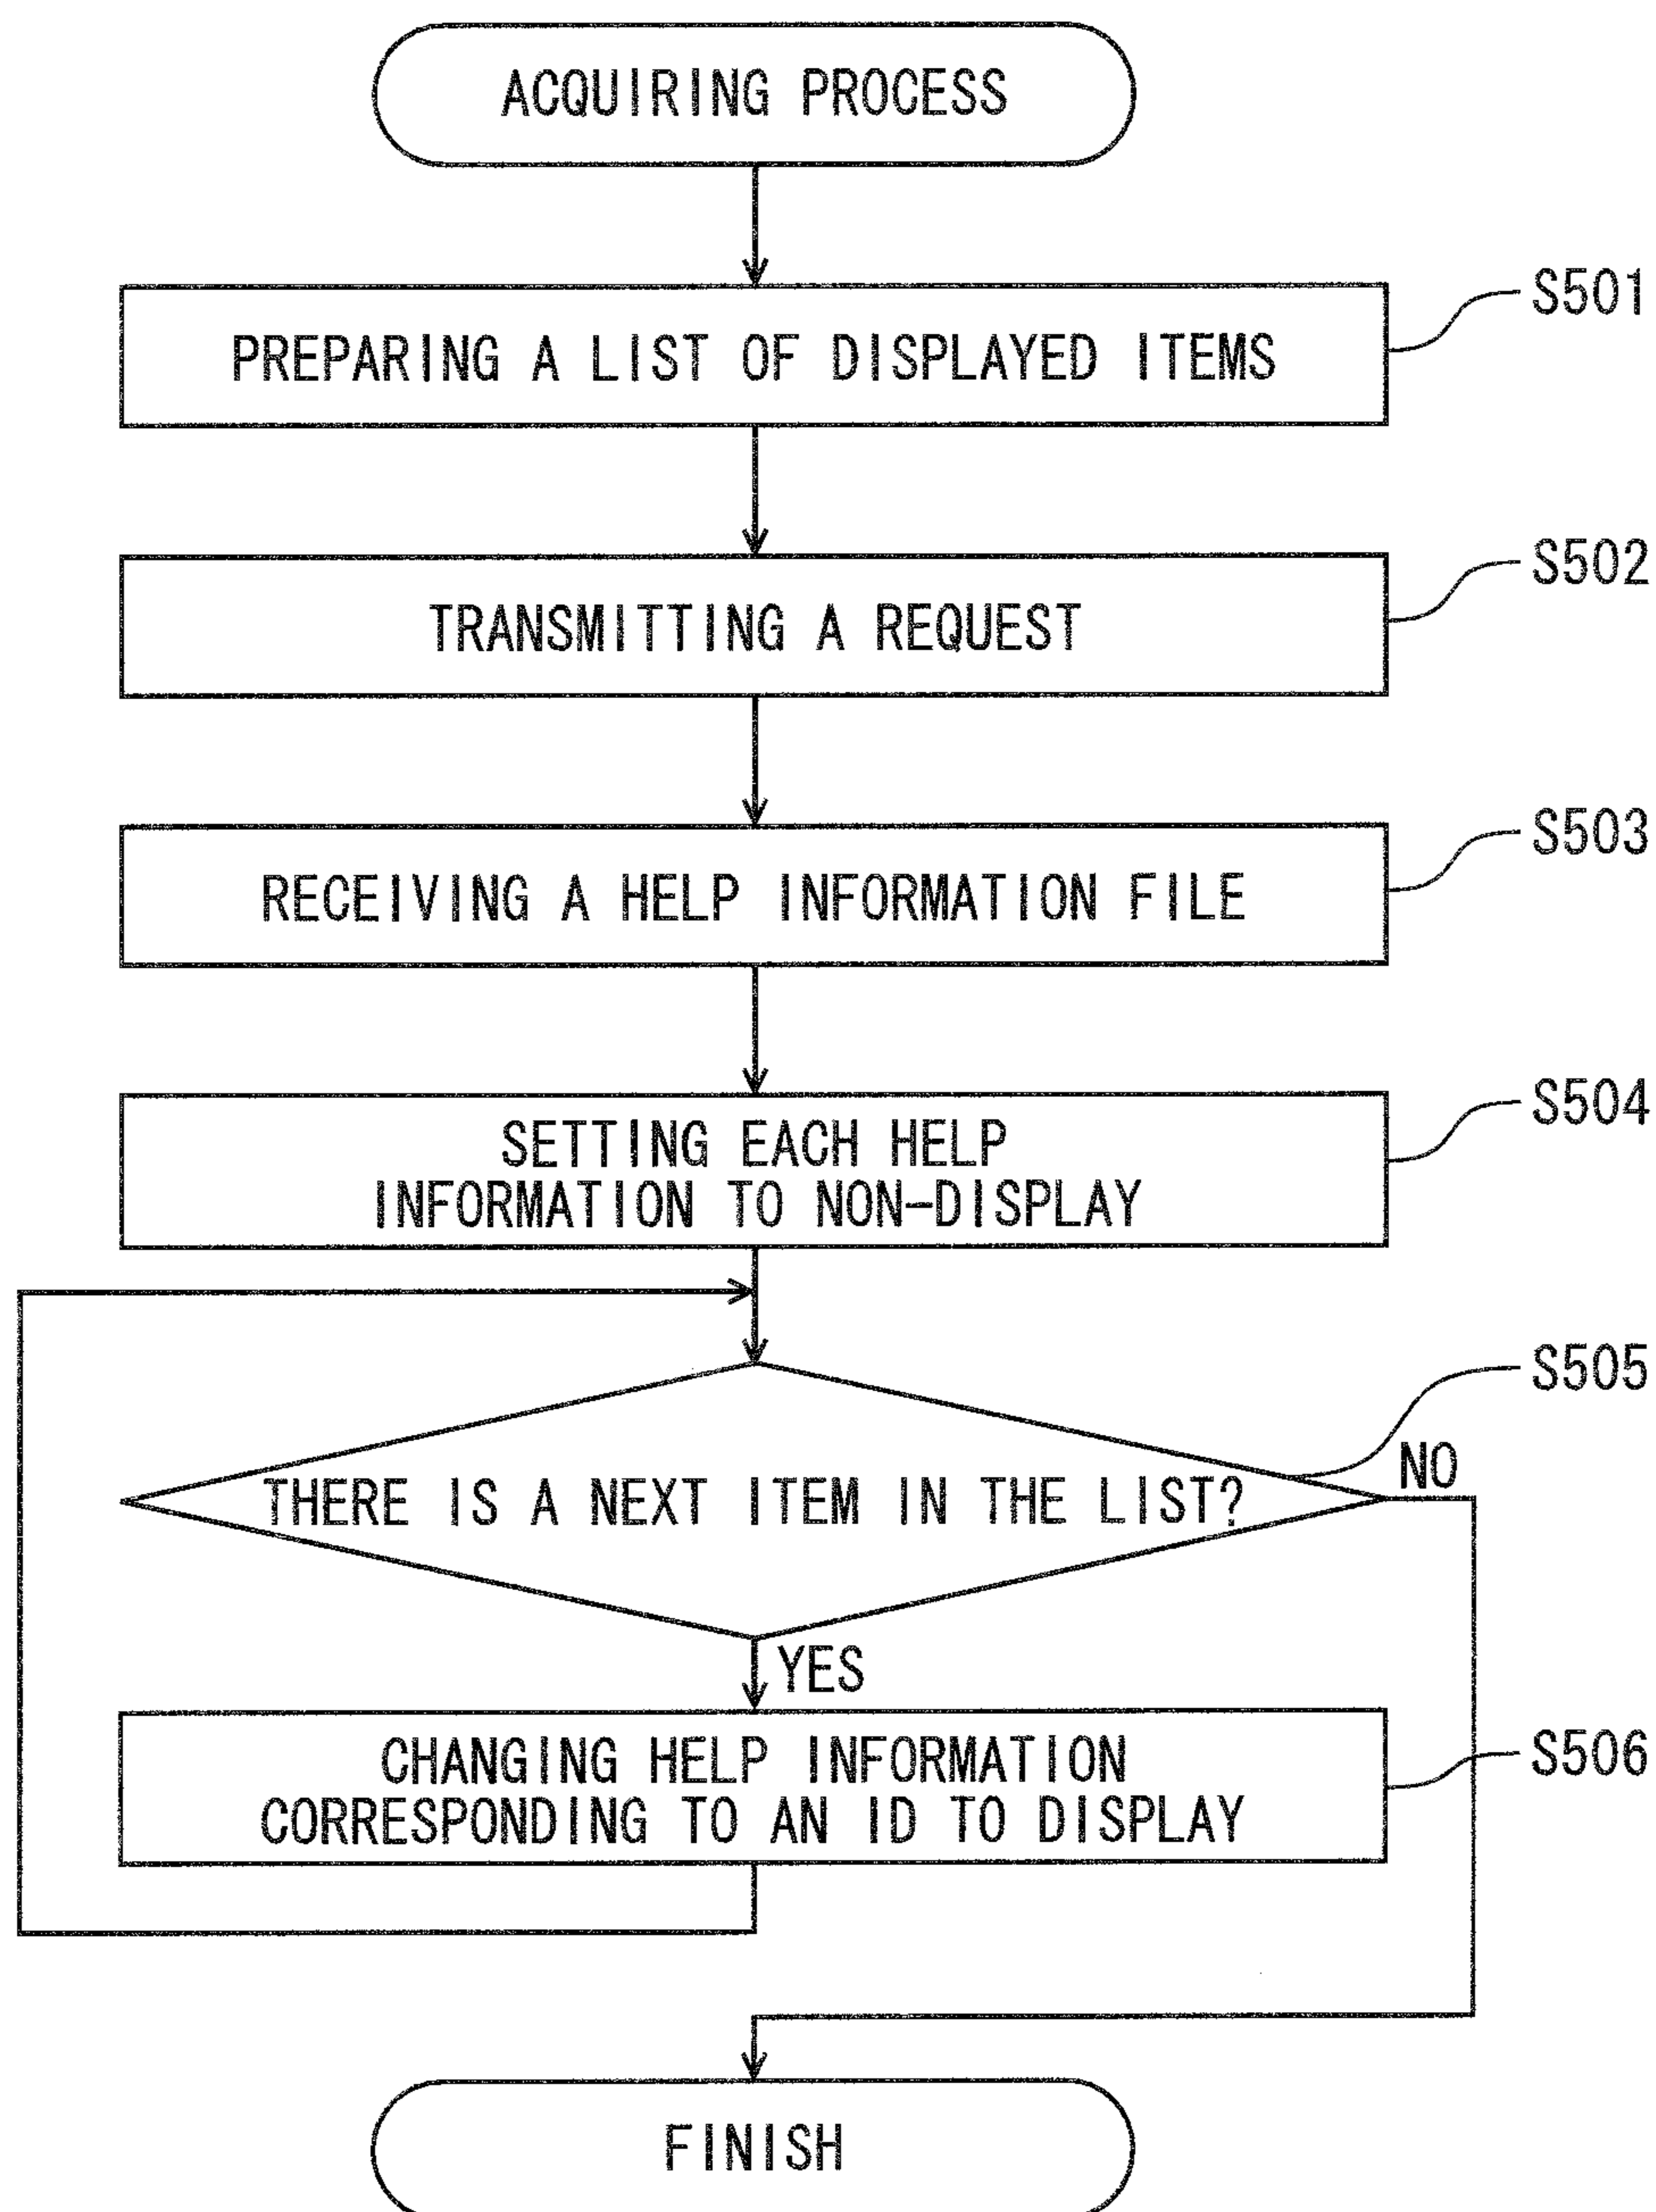 ACQUIRING PROCESS
S501
PREPARING A LIST OF DISPLAYED ITEMS
S502
TRANSMITTING A REQUEST
S503
RECEIVING A HELP INFORMATION FILE
S504
SETTING EACH HELP
INFORMATION TO NON-DISPLAY
S505
NO
THERE IS A NEXT ITEM IN THE LIST?
YES
S506
CHANGING HELP INFORMATION
CORRESPONDING TO AN ID TO DISPLAY
FINISH